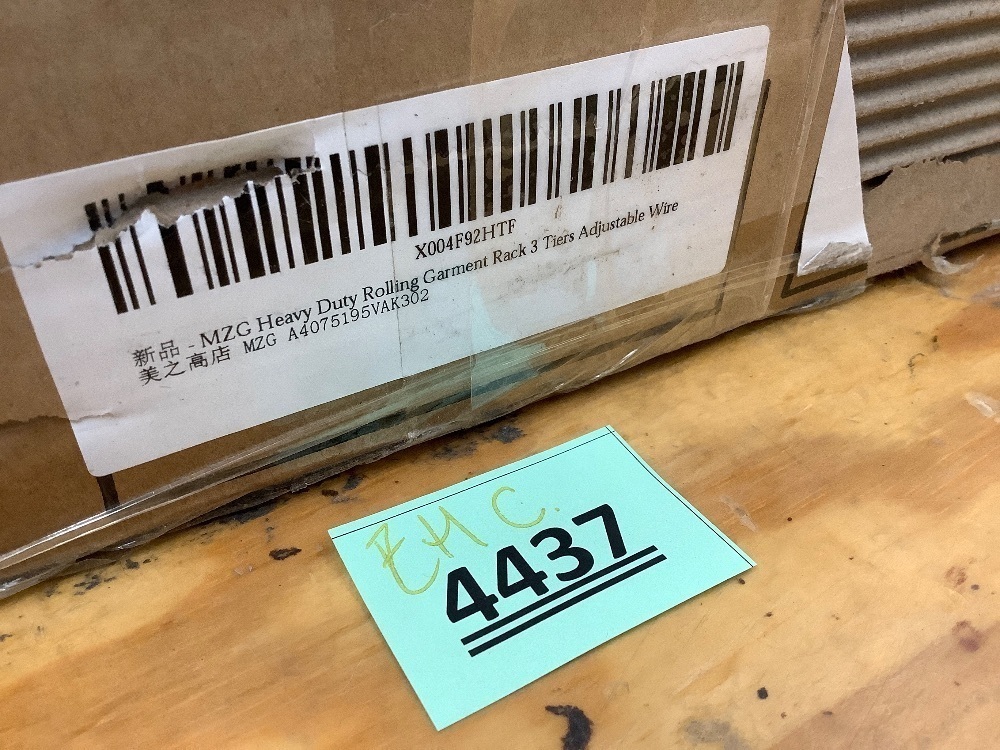 X004F92HTF
新品 - MZG Heavy Duty Rolling Garment Rack 3 Tiers Adjustable Wire
美之高店 MZG A4075195VAK302
EH C.
4437